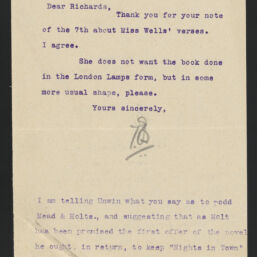 Dear Richards,
Thank you for your note
of the 7th about Miss Wells' verses.
I agree.
She does not want the book done
in the London Lamps form, but in some
more usual shape, please.
Yours sincerely,
I am telling Unwin what you say as to Dodd
Mead & Holts., and suggesting that as Holt
has been promised the first offer of the novel
he ought, in return, to keep "Nights in Town"